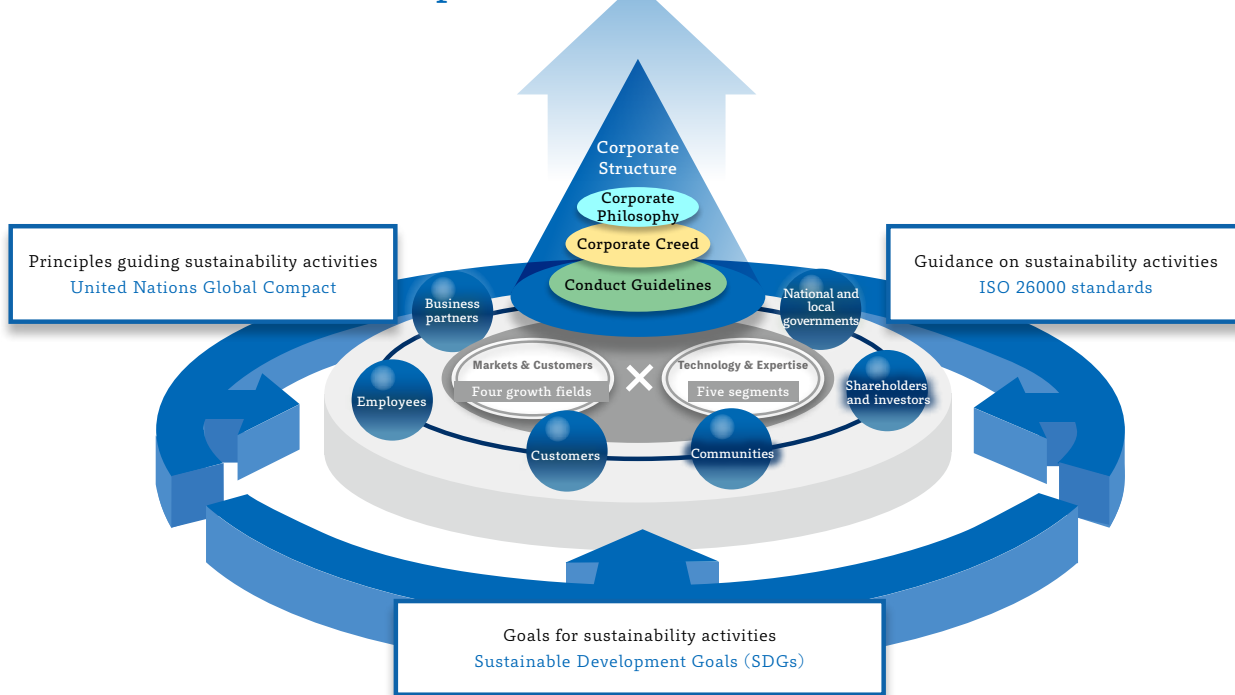 Corporate
Structure
Corporate
Philosophy
Corporate Creed
Conduct Guidelines
Principles guiding sustainability activities
United Nations Global Compact
Guidance on sustainability activities
ISO 26000 standards
Business
partners
National and
local
governments
Markets & Customers
Four growth fields
×
Technology & Expertise
Five segments
Employees
Shareholders
and investors
Customers
Communities
Goals for sustainability activities
Sustainable Development Goals (SDGs)